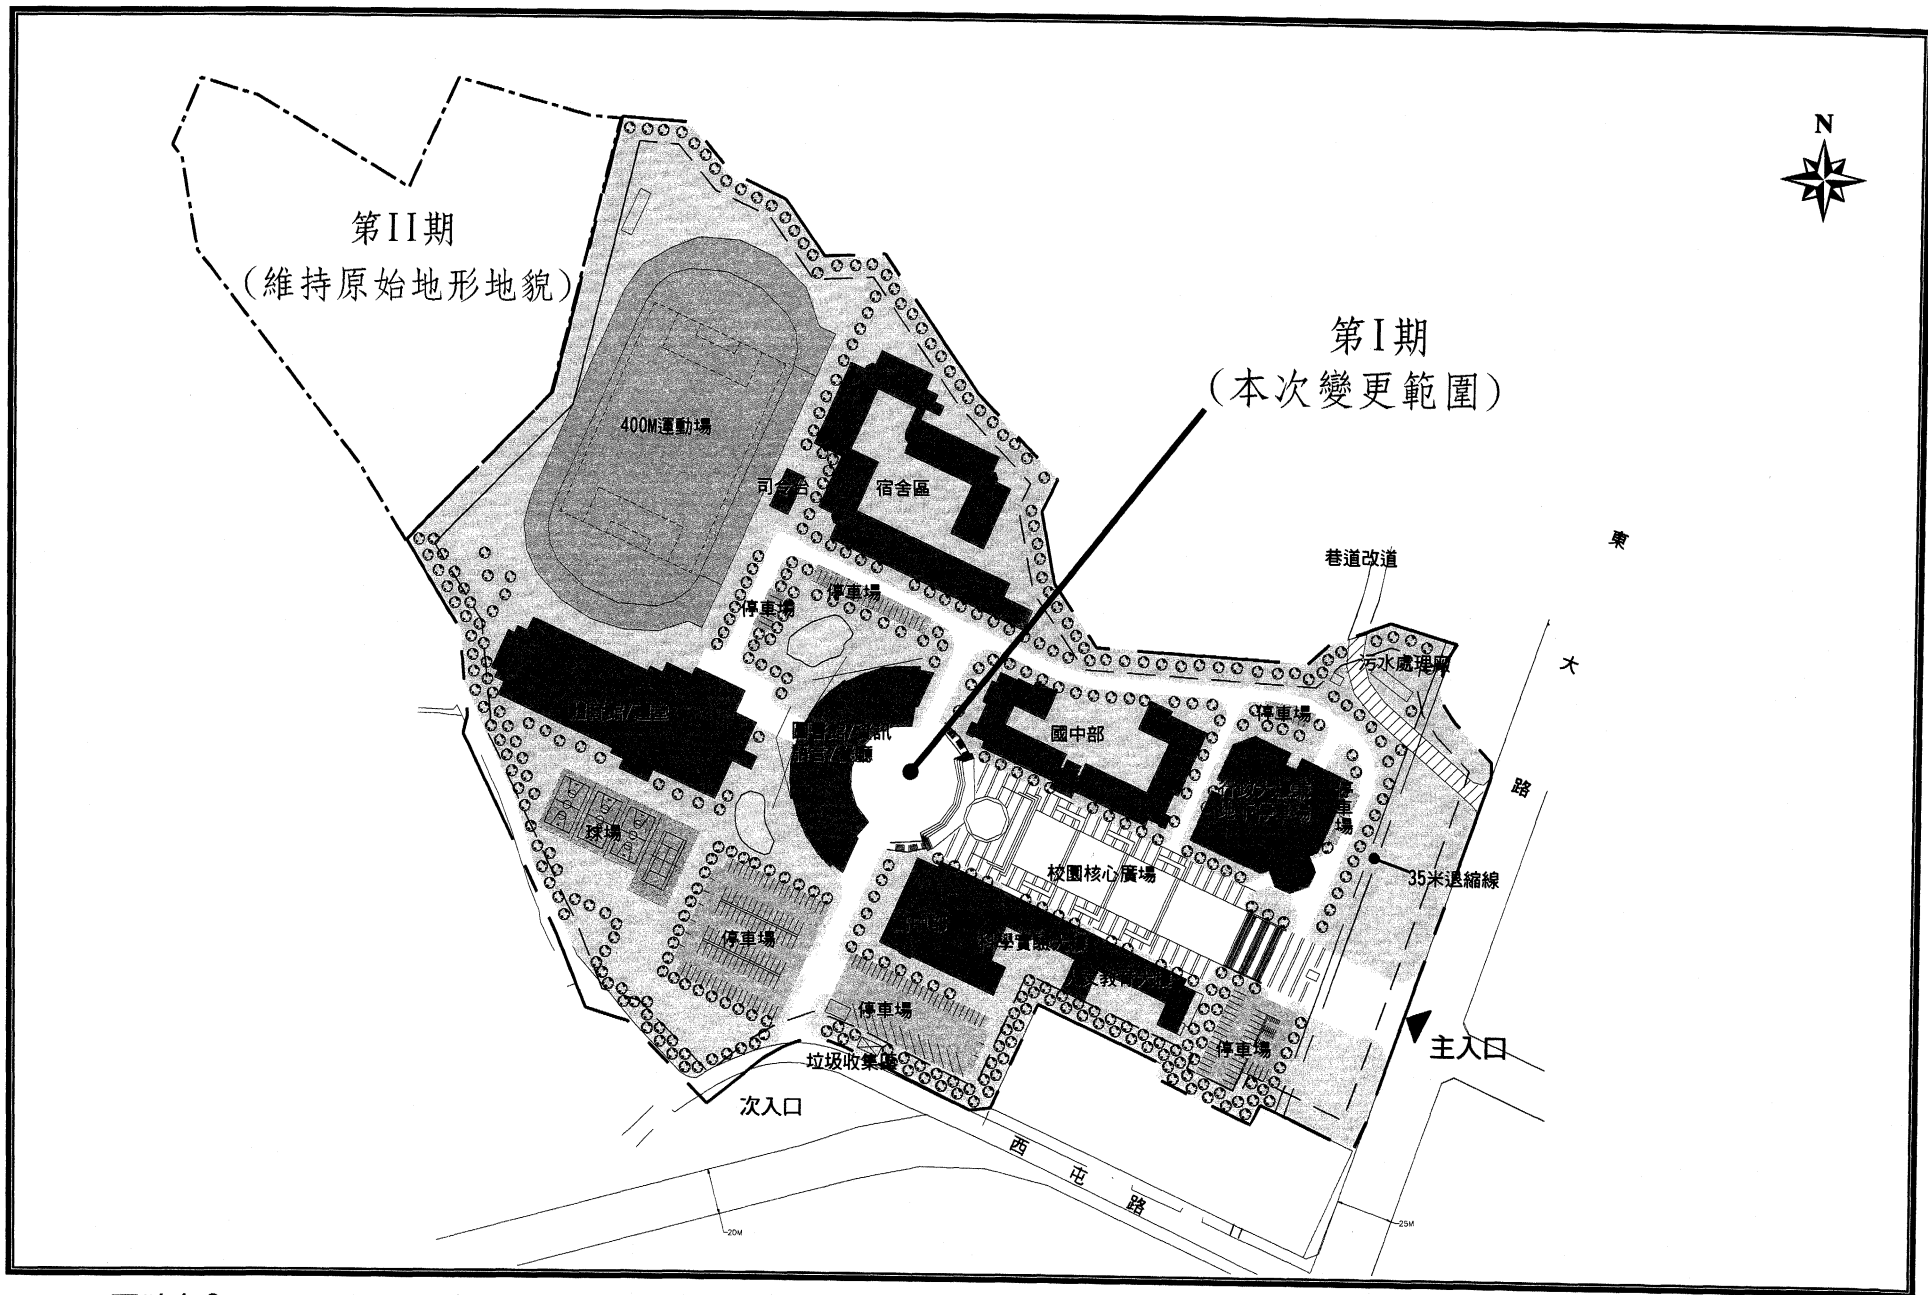 N
第II期
(維持原始地形地貌)
第I期
(本次變更範圍)
400M運動場
司令台
宿舍區
巷道改道
東
大
路
停車場
停車場
污水處理廠
停車場
國中部
停車場
球場
校園核心廣場
35米退縮線
停車場
停車場
停車場
主入口
垃圾收集區
次入口
西
屯
路
20M
25M